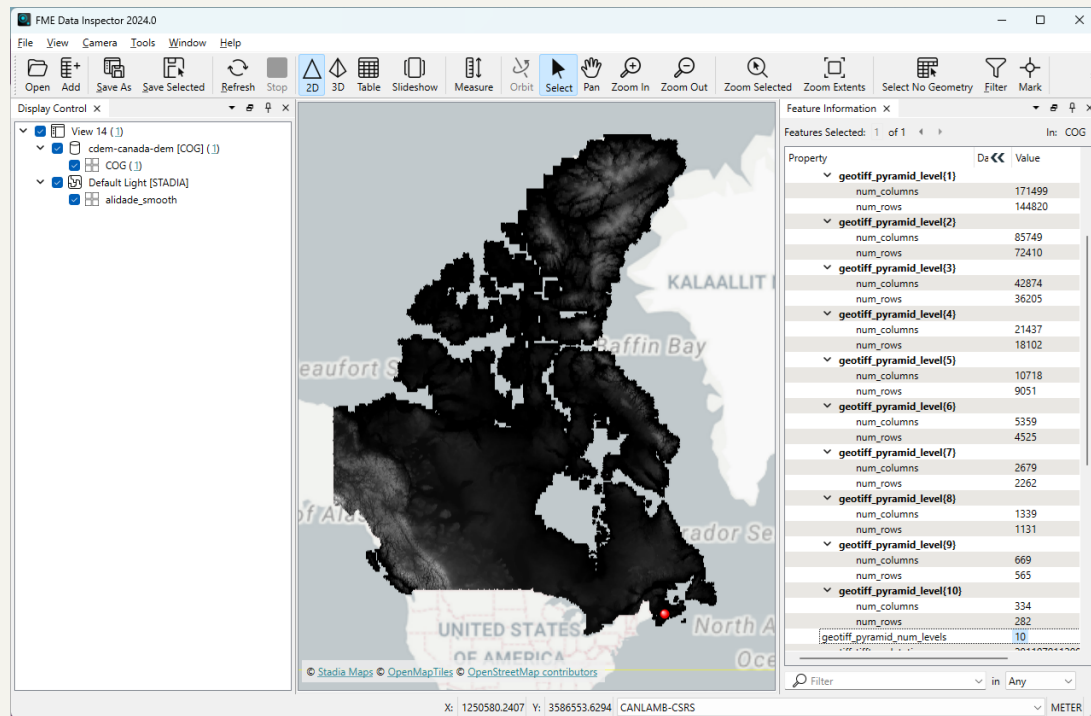 FME Data Inspector 2024.0
File View Camera Tools Window Help
Open Add Save As Save Selected Refresh Stop 2D 3D Table Slideshow Measure Orbit Select Pan Zoom In Zoom Out Zoom Selected Zoom Extents Select No Geometry Filter Mark
Display Control
View 14 (1)
cdem-canada-dem [COG] (1)
COG (1)
Default Light [STADIA]
alidade_smooth
KALAALLIT
Baffin Bay
eaufort S
of Alas
rador Se
UNITED STATES
OF AMERICA
North A
Oce
© Stadia Maps © OpenMapTiles © OpenStreetMap contributors
Feature Information
Features Selected: 1 of 1 In: COG
Property Da Value
geotiff_pyramid_level{1}
num_columns 171499
num_rows 144820
geotiff_pyramid_level{2}
num_columns 85749
num_rows 72410
geotiff_pyramid_level{3}
num_columns 42874
num_rows 36205
geotiff_pyramid_level{4}
num_columns 21437
num_rows 18102
geotiff_pyramid_level{5}
num_columns 10718
num_rows 9051
geotiff_pyramid_level{6}
num_columns 5359
num_rows 4525
geotiff_pyramid_level{7}
num_columns 2679
num_rows 2262
geotiff_pyramid_level{8}
num_columns 1339
num_rows 1131
geotiff_pyramid_level{9}
num_columns 669
num_rows 565
geotiff_pyramid_level{10}
num_columns 334
num_rows 282
geotiff_pyramid_num_levels 10
Filter in Any
X: 1250580.2407 Y: 3586553.6294 CANLAMB-CSRS METER